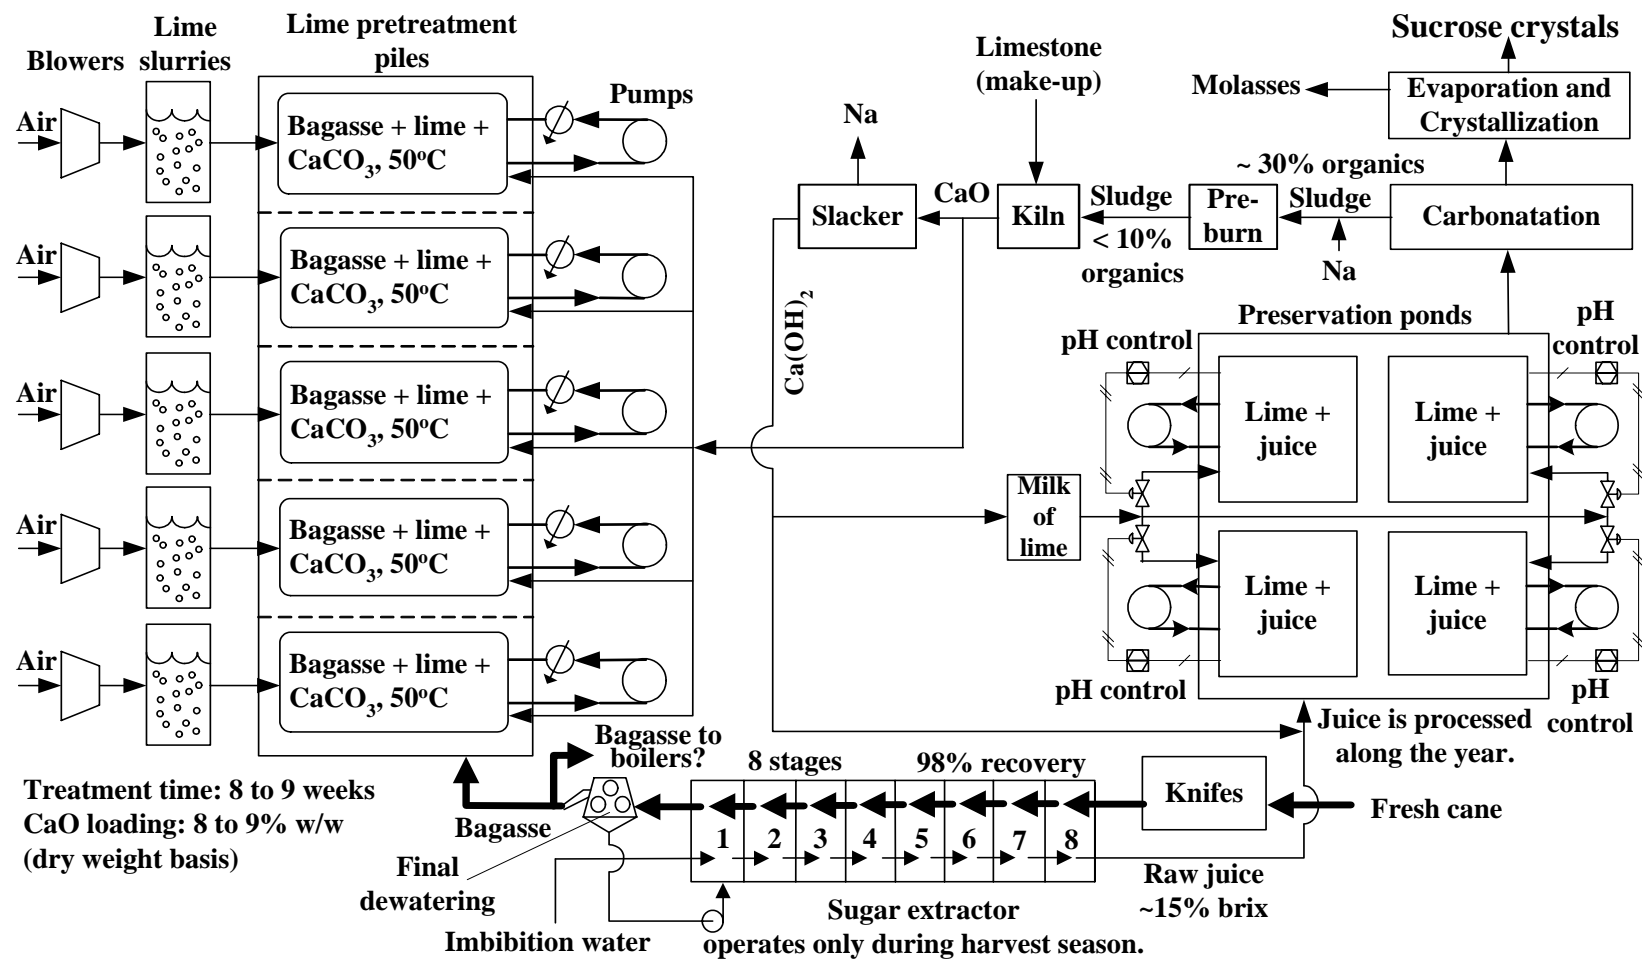 Lime pretreatment
piles
Lime
slurries
Blowers
Pumps
Air
Bagasse + lime +
CaCO3, 50oC
Air
Bagasse + lime +
CaCO3, 50oC
Air
Bagasse + lime +
CaCO3, 50oC
Air
Bagasse + lime +
CaCO3, 50oC
Air
Bagasse + lime +
CaCO3, 50oC
Treatment time: 8 to 9 weeks
CaO loading: 8 to 9% w/w
(dry weight basis)
Sucrose crystals
Evaporation and
Crystallization
Molasses
Limestone
(make-up)
Na
~ 30% organics
Slacker
CaO
Kiln
Sludge
< 10%
organics
Pre-
burn
Sludge
Na
Carbonatation
Ca(OH)2
Preservation ponds
pH control
pH
control
Lime +
juice
Lime +
juice
Milk
of
lime
Lime +
juice
Lime +
juice
pH control
pH
control
Juice is processed
along the year.
Bagasse to
boilers?
8 stages
98% recovery
Knifes
Fresh cane
Bagasse
1 2 3 4 5 6 7 8
Final
dewatering
Raw juice
~15% brix
Imbibition water
Sugar extractor
operates only during harvest season.